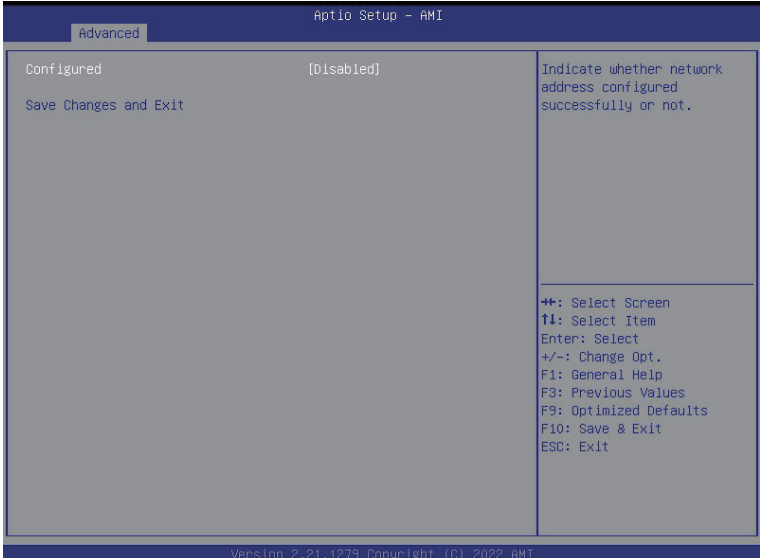 Aptio Setup – AMI
Advanced
Configured [Disabled]
Save Changes and Exit
Indicate whether network
address configured
successfully or not.
→←: Select Screen
↑↓: Select Item
Enter: Select
+/-: Change Opt.
F1: General Help
F3: Previous Values
F9: Optimized Defaults
F10: Save & Exit
ESC: Exit
Version 2.21.1279 Copyright (C) 2022 AMI